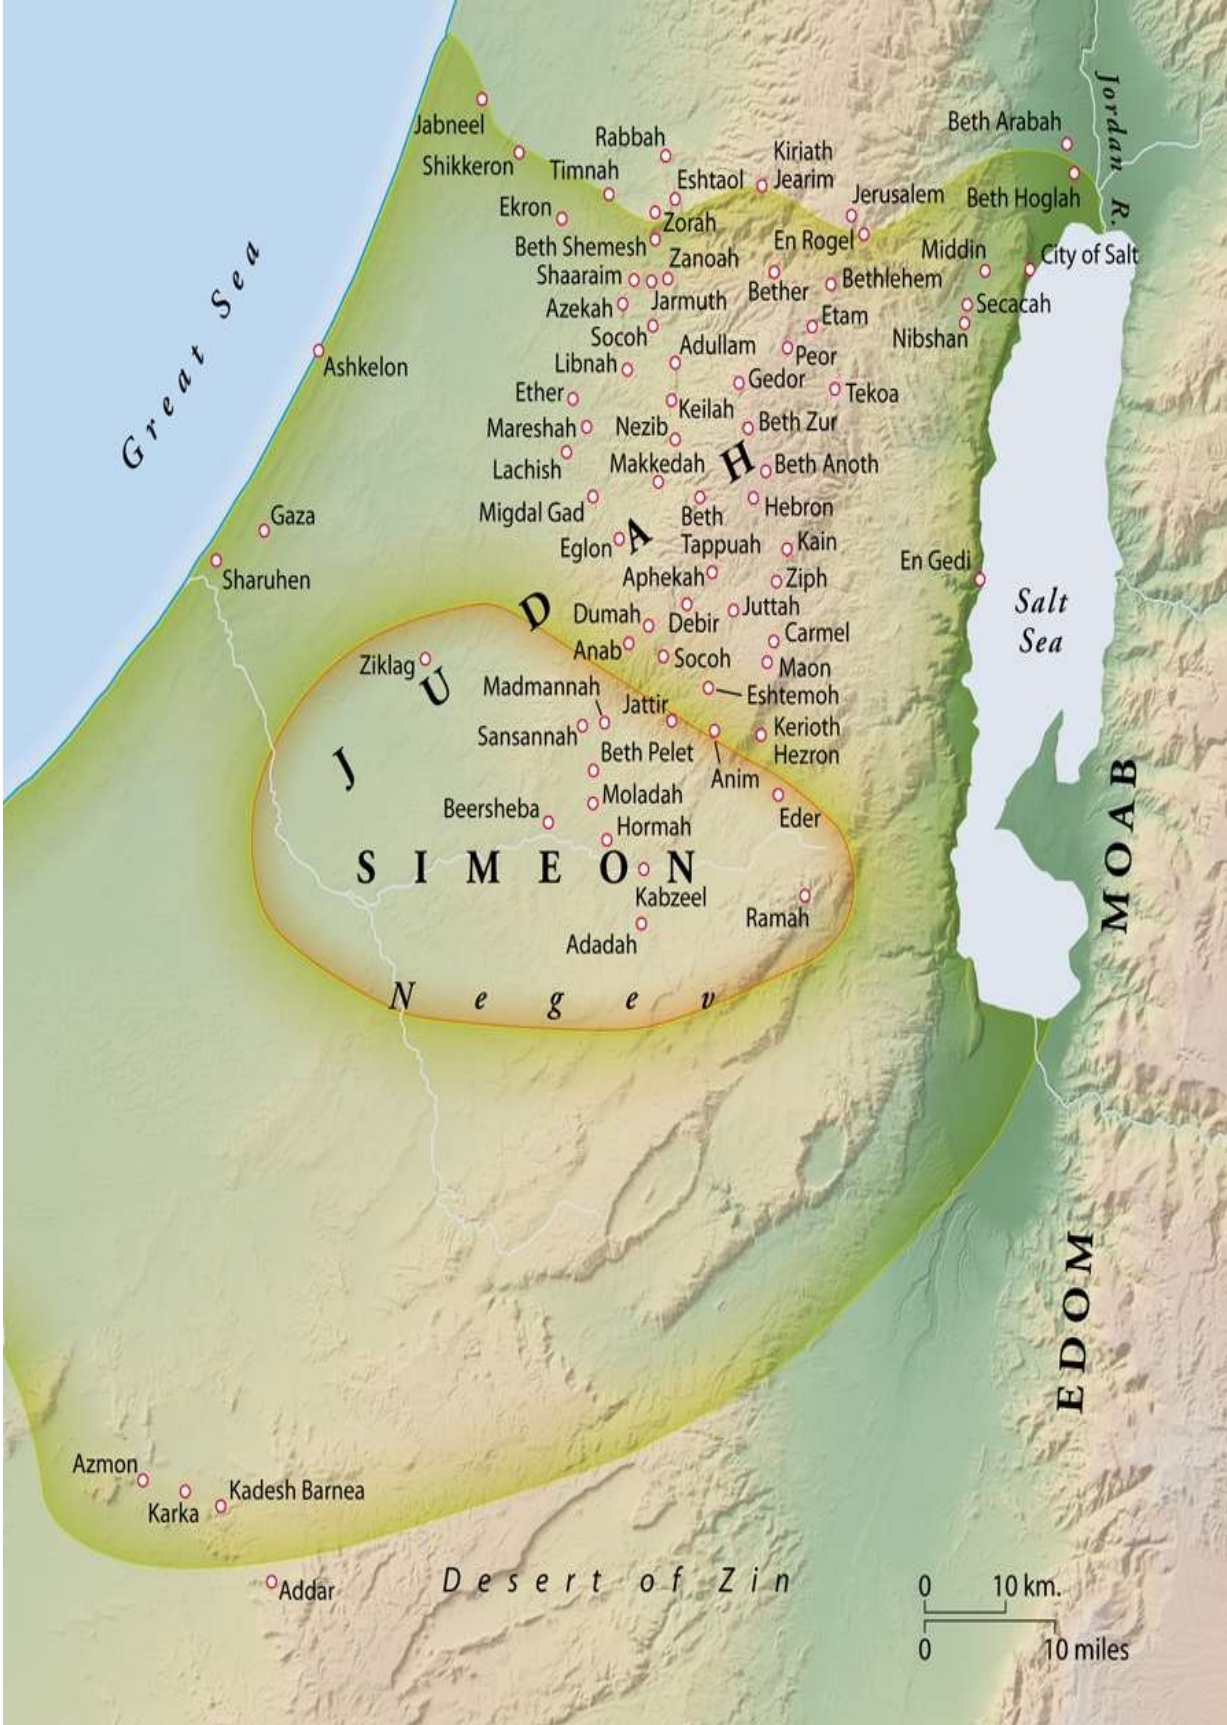 Jordan R.
Beth Arabah
Jabneel
Rabbah
Kiriath
Jearim
Shikkeron
Timnah
Eshtaol
Jerusalem
Beth Hoglah
Ekron
Zorah
En Rogel
Beth Shemesh
Zanoah
Middin
City of Salt
Shaaraim
Bether
Bethlehem
Azekah
Jarmuth
Secacah
Etam
Socoh
Nibshan
Great Sea
Adullam
Peor
Libnah
Ashkelon
Gedor
Ether
Tekoa
Keilah
Mareshah
Nezib
Beth Zur
Lachish
Makkedah
Beth Anoth
Migdal Gad
Beth
Tappuah
Hebron
Gaza
Eglon
Kain
En Gedi
Sharuhen
Aphekah
Ziph
Salt
Sea
Dumah
Debir
Juttah
Carmel
Anab
Socoh
Maon
Ziklag
Madmannah
Eshtemoh
Jattir
Sansannah
Kerioth
Hezron
Beth Pelet
Anim
JUDAH
Moladah
Beersheba
Eder
Hormah
SIMEON
MOAB
Kabzeel
Ramah
Adadah
Negev
EDOM
Azmon
Kadesh Barnea
Karka
Addar
Desert of Zin
0 10 km.
0 10 miles